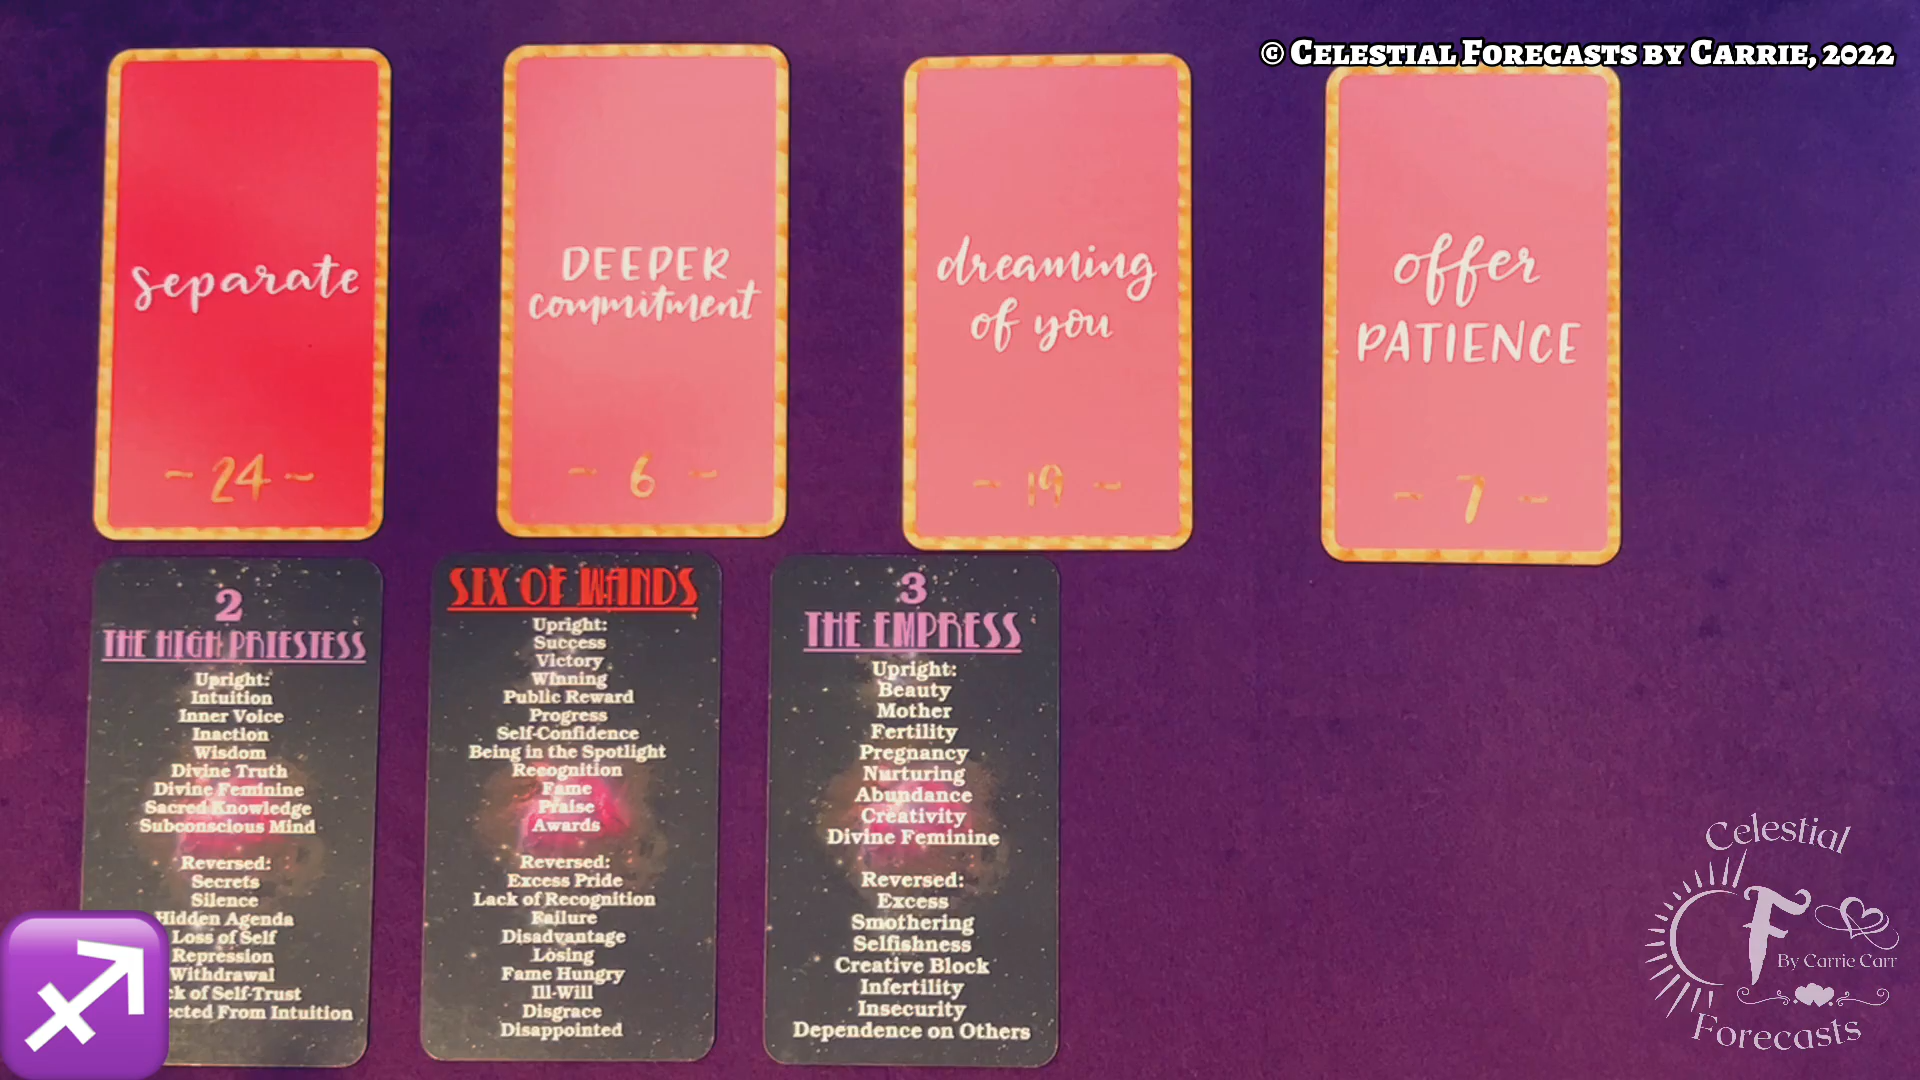 © Celestial Forecasts by Carrie, 2022
separate
- 24 -
DEEPER
commitment
- 6 -
dreaming
of you
- 19 -
offer
PATIENCE
- 7 -
2
THE HIGH PRIESTESS
Upright:
Intuition
Inner Voice
Inaction
Wisdom
Divine Truth
Divine Feminine
Sacred Knowledge
Subconscious Mind
Reversed:
Secrets
Silence
Hidden Agenda
Loss of Self
Repression
Withdrawal
of Self-Trust
From Intuition
SIX OF WANDS
Upright:
Success
Victory
Winning
Public Reward
Progress
Self-Confidence
Being in the Spotlight
Recognition
Fame
Praise
Awards
Reversed:
Excess Pride
Lack of Recognition
Failure
Disadvantage
Losing
Fame Hungry
Ill-Will
Disgrace
Disappointed
3
THE EMPRESS
Upright:
Beauty
Mother
Fertility
Pregnancy
Nurturing
Abundance
Creativity
Divine Feminine
Reversed:
Excess
Smothering
Selfishness
Creative Block
Infertility
Insecurity
Dependence on Others
Celestial
F
By Carrie Carr
Forecasts